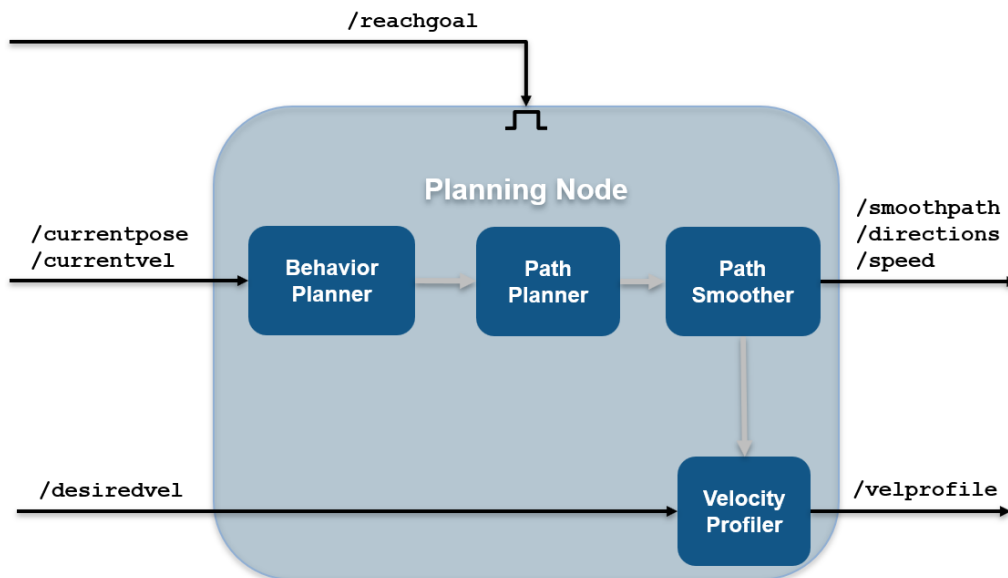 /reachgoal
Planning Node
/currentpose
/currentvel
Behavior
Planner
Path
Planner
Path
Smoother
/smoothpath
/directions
/speed
/desiredvel
Velocity
Profiler
/velprofile